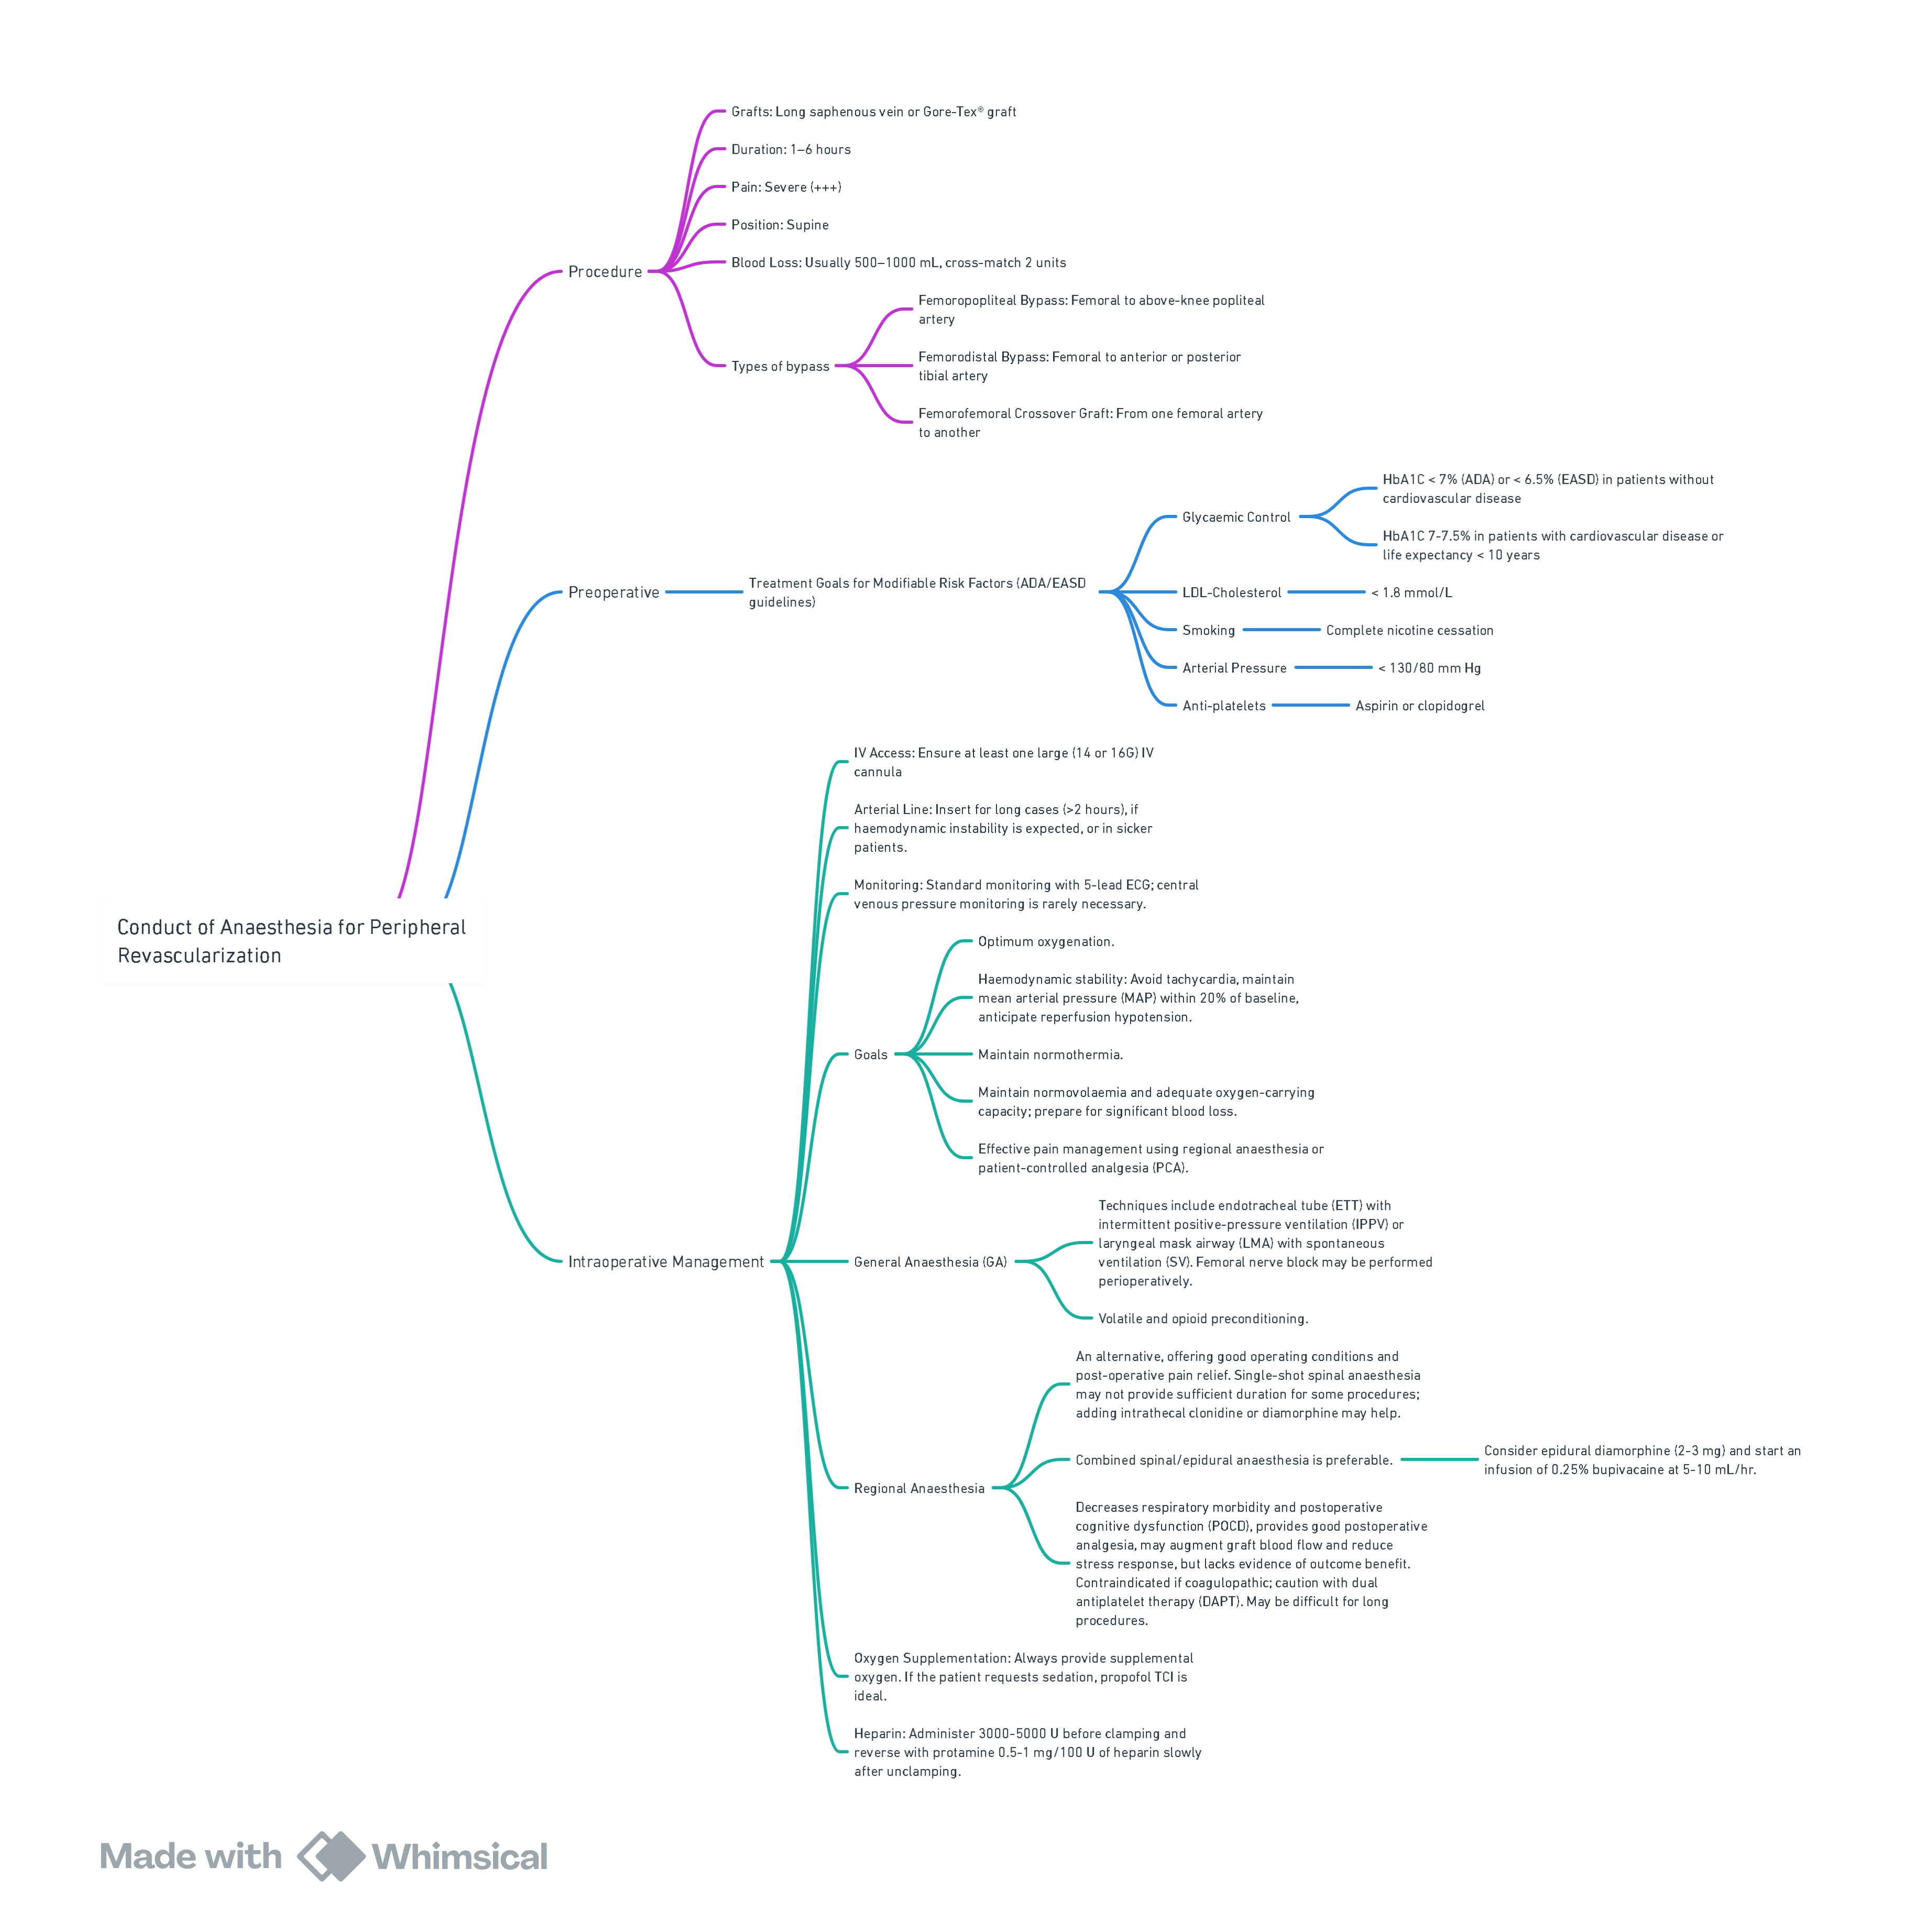 Grafts: Long saphenous vein or Gore-Tex® graft
Duration: 1–6 hours
Pain: Severe (+++)
Position: Supine
Procedure
Blood Loss: Usually 500–1000 mL, cross-match 2 units
Types of bypass
Femoropopliteal Bypass: Femoral to above-knee popliteal
artery
Femorodistal Bypass: Femoral to anterior or posterior
tibial artery
Femorofemoral Crossover Graft: From one femoral artery
to another
Preoperative
Treatment Goals for Modifiable Risk Factors (ADA/EASD
guidelines)
Glycaemic Control
HbA1C < 7% (ADA) or < 6.5% (EASD) in patients without
cardiovascular disease
HbA1C 7-7.5% in patients with cardiovascular disease or
life expectancy < 10 years
LDL-Cholesterol
< 1.8 mmol/L
Smoking
Complete nicotine cessation
Arterial Pressure
< 130/80 mm Hg
Anti-platelets
Aspirin or clopidogrel
Conduct of Anaesthesia for Peripheral
Revascularization
Intraoperative Management
IV Access: Ensure at least one large (14 or 16G) IV
cannula
Arterial Line: Insert for long cases (>2 hours), if
haemodynamic instability is expected, or in sicker
patients.
Monitoring: Standard monitoring with 5-lead ECG; central
venous pressure monitoring is rarely necessary.
Goals
Optimum oxygenation.
Haemodynamic stability: Avoid tachycardia, maintain
mean arterial pressure (MAP) within 20% of baseline,
anticipate reperfusion hypotension.
Maintain normothermia.
Maintain normovolaemia and adequate oxygen-carrying
capacity; prepare for significant blood loss.
Effective pain management using regional anaesthesia or
patient-controlled analgesia (PCA).
General Anaesthesia (GA)
Techniques include endotracheal tube (ETT) with
intermittent positive-pressure ventilation (IPPV) or
laryngeal mask airway (LMA) with spontaneous
ventilation (SV). Femoral nerve block may be performed
perioperatively.
Volatile and opioid preconditioning.
Regional Anaesthesia
An alternative, offering good operating conditions and
post-operative pain relief. Single-shot spinal anaesthesia
may not provide sufficient duration for some procedures;
adding intrathecal clonidine or diamorphine may help.
Combined spinal/epidural anaesthesia is preferable.
Consider epidural diamorphine (2-3 mg) and start an
infusion of 0.25% bupivacaine at 5-10 mL/hr.
Decreases respiratory morbidity and postoperative
cognitive dysfunction (POCD), provides good postoperative
analgesia, may augment graft blood flow and reduce
stress response, but lacks evidence of outcome benefit.
Contraindicated if coagulopathic; caution with dual
antiplatelet therapy (DAPT). May be difficult for long
procedures.
Oxygen Supplementation: Always provide supplemental
oxygen. If the patient requests sedation, propofol TCI is
ideal.
Heparin: Administer 3000-5000 U before clamping and
reverse with protamine 0.5-1 mg/100 U of heparin slowly
after unclamping.
Made with Whimsical